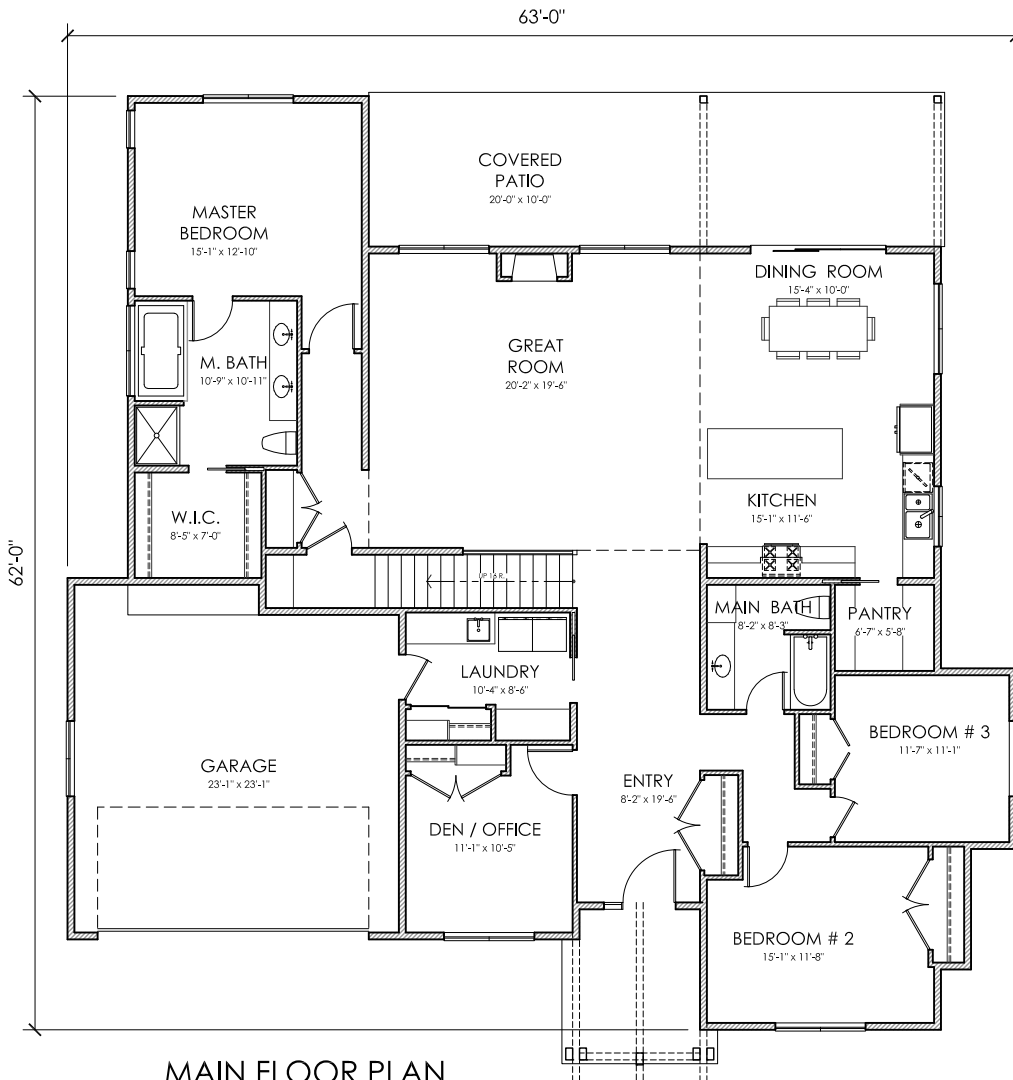 63'-0"
62'-0"
COVERED
PATIO
20'-0" x 10'-0"
MASTER
BEDROOM
15'-1" x 12'-10"
DINING ROOM
15'-4" x 10'-0"
GREAT
ROOM
20'-2" x 19'-6"
M. BATH
10'-9" x 10'-11"
KITCHEN
15'-1" x 11'-6"
W.I.C.
8'-5" x 7'-0"
UP 16 R.
MAIN BATH
8'-2" x 8'-3"
PANTRY
6'-7" x 5'-8"
LAUNDRY
10'-4" x 8'-6"
BEDROOM # 3
11'-7" x 11'-1"
GARAGE
23'-1" x 23'-1"
ENTRY
8'-2" x 19'-6"
DEN / OFFICE
11'-1" x 10'-5"
BEDROOM # 2
15'-1" x 11'-8"
MAIN FLOOR PLAN